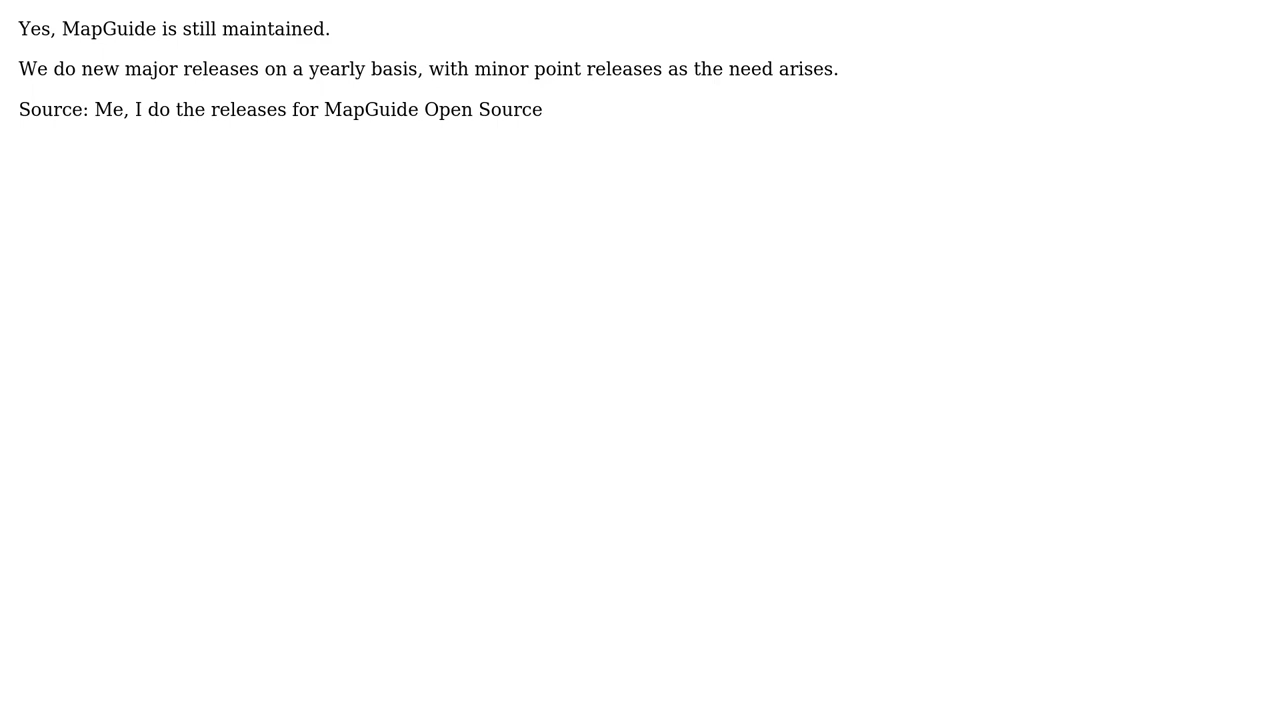 Yes, MapGuide is still maintained.
We do new major releases on a yearly basis, with minor point releases as the need arises.
Source: Me, I do the releases for MapGuide Open Source